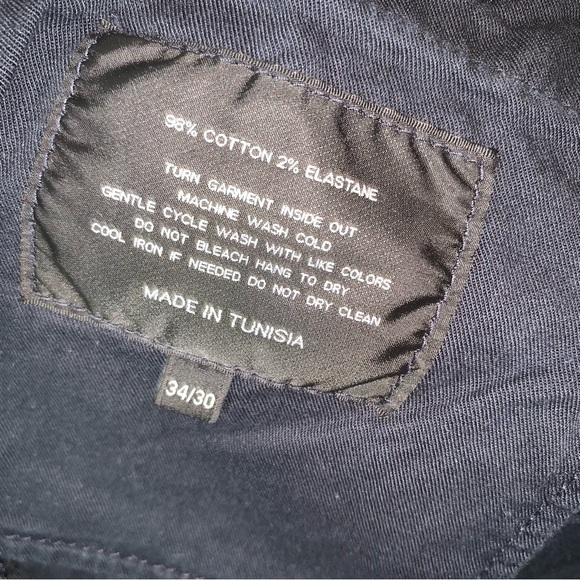 98% COTTON 2% ELASTANE
TURN GARMENT INSIDE OUT
MACHINE WASH COLD
GENTLE CYCLE WASH WITH LIKE COLORS
DO NOT BLEACH HANG TO DRY
COOL IRON IF NEEDED DO NOT DRY CLEAN
MADE IN TUNISIA
34/30